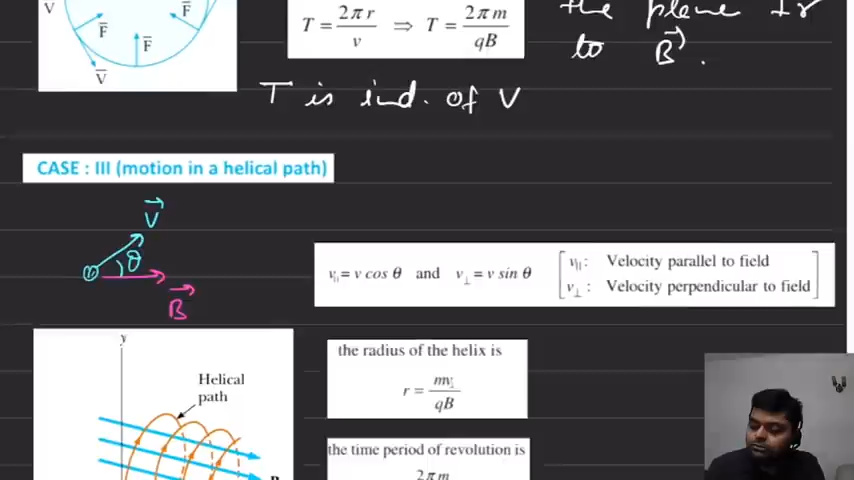 V
F
F
F
V
T = 2πr / v ⇒ T = 2πm / qB
the plane ⊥r
to B⃗.
T is ind. of V
CASE : III (motion in a helical path)
V
θ
B
v∥ = v cos θ and v⊥ = v sin θ
v∥ : Velocity parallel to field
v⊥ : Velocity perpendicular to field
y
Helical
path
the radius of the helix is
r = mv⊥ / qB
the time period of revolution is
2πm